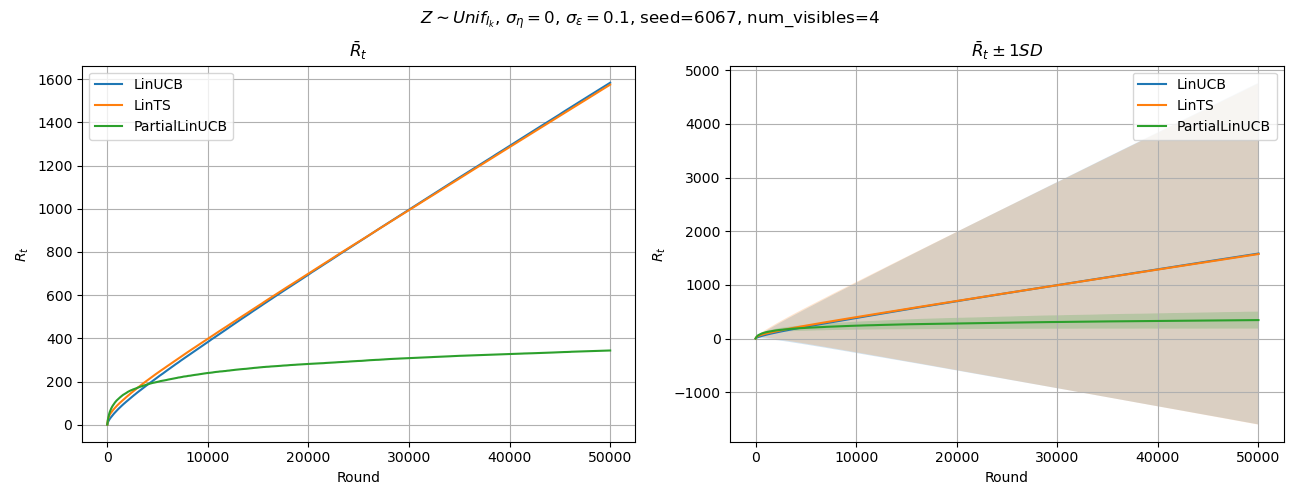 Z ∼ Unif_{I_k}, σ_η = 0, σ_ε = 0.1, seed=6067, num_visibles=4
R̄_t
1600
1400
1200
1000
800
600
400
200
0
R_t
LinUCB
LinTS
PartialLinUCB
0 10000 20000 30000 40000 50000
Round
R̄_t ± 1SD
5000
4000
3000
2000
1000
0
−1000
R_t
LinUCB
LinTS
PartialLinUCB
0 10000 20000 30000 40000 50000
Round